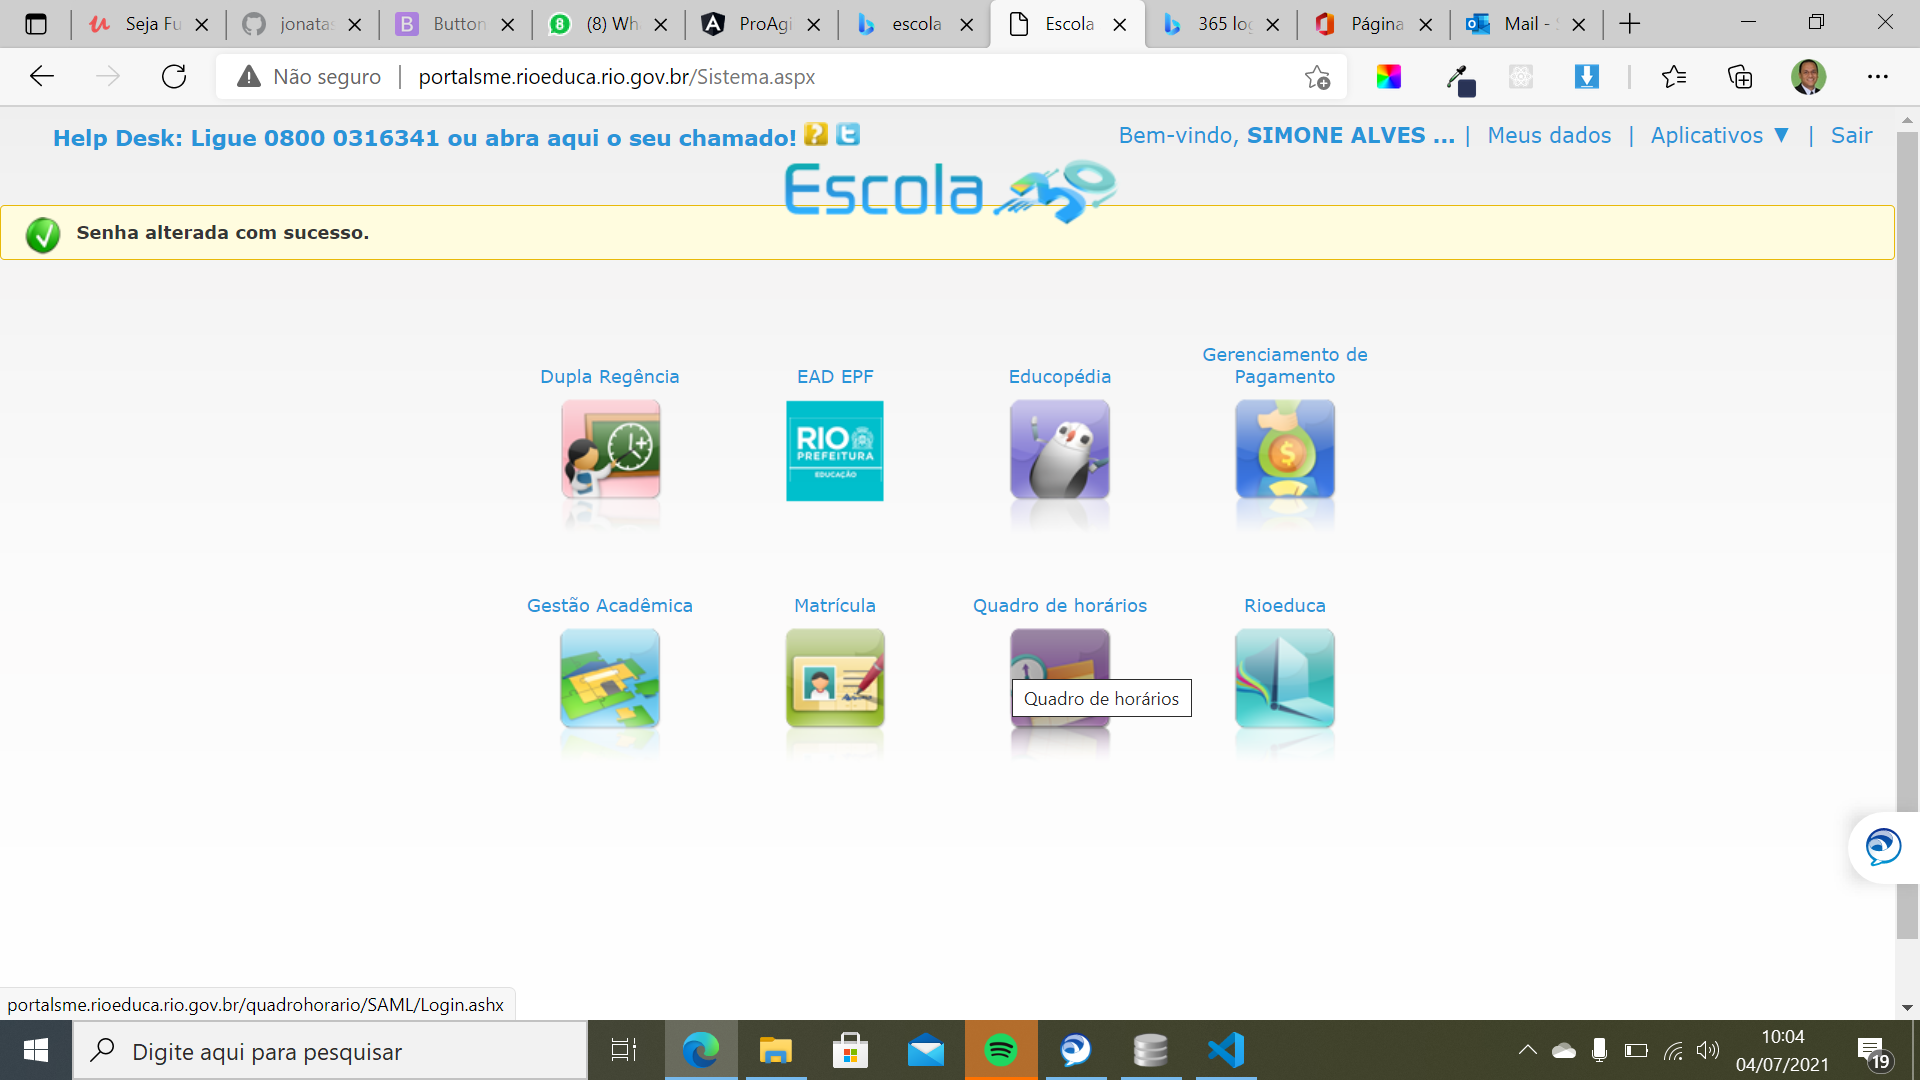 Seja Fu
jonatas
Button
(8) Wh
ProAgi
escola
Escola
365 log
Página
Mail - S
Não seguro
portalsme.rioeduca.rio.gov.br/Sistema.aspx
Help Desk: Ligue 0800 0316341 ou abra aqui o seu chamado!
Bem-vindo, SIMONE ALVES ... | Meus dados | Aplicativos ▼ | Sair
Escola
Senha alterada com sucesso.
Dupla Regência
EAD EPF
Educopédia
Gerenciamento de
Pagamento
RIO
PREFEITURA
EDUCAÇÃO
Gestão Acadêmica
Matrícula
Quadro de horários
Rioeduca
Quadro de horários
portalsme.rioeduca.rio.gov.br/quadrohorario/SAML/Login.ashx
Digite aqui para pesquisar
10:04
04/07/2021
19